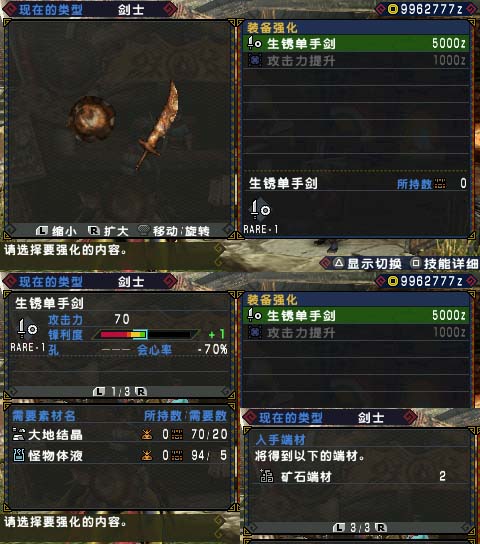 现在的类型 剑士
9962777z
装备强化
生锈单手剑 5000z
攻击力提升 1000z
生锈单手剑 所持数 0
RARE-1
L 缩小 R 扩大 移动/旋转
请选择要强化的内容。
△显示切换 □技能详细
现在的类型 剑士
9962777z
生锈单手剑
攻击力 70
锋利度 +1
孔 --- 会心率 -70%
RARE-1
L 1/3 R
装备强化
生锈单手剑 5000z
攻击力提升 1000z
需要素材名 所持数/需要数
大地结晶 0 70/20
怪物体液 0 94/ 5
请选择要强化的内容。
现在的类型 剑士
入手端材
将得到以下的端材。
矿石端材 2
L 3/3 R